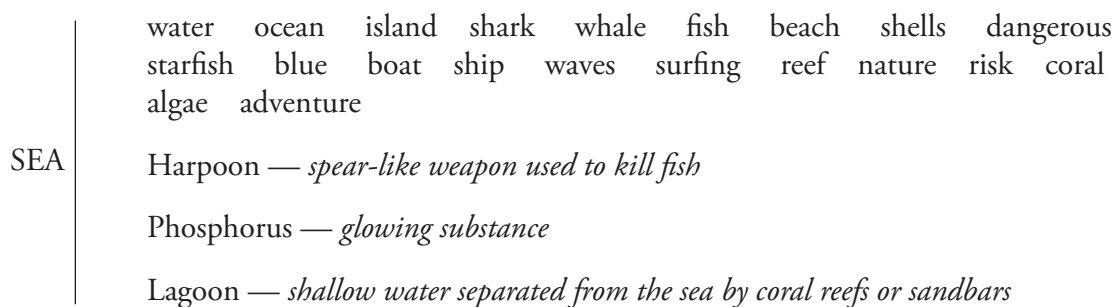 water ocean island shark whale fish beach shells dangerous
starfish blue boat ship waves surfing reef nature risk coral
algae adventure
SEA
Harpoon — spear-like weapon used to kill fish
Phosphorus — glowing substance
Lagoon — shallow water separated from the sea by coral reefs or sandbars